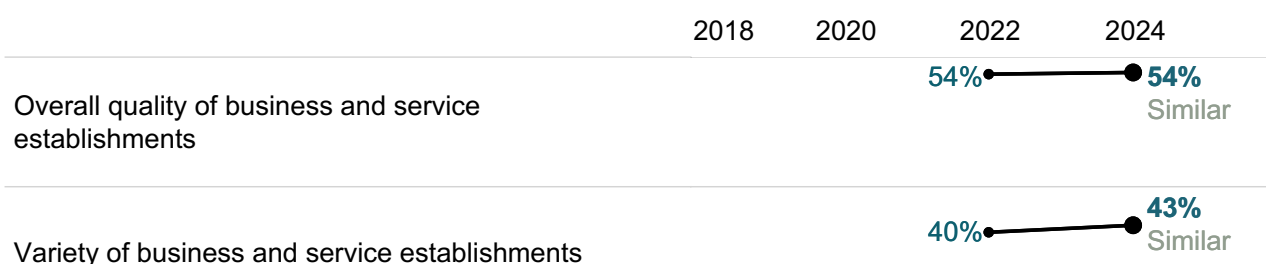 2018 2020 2022 2024
54% 54%
Similar
Overall quality of business and service
establishments
43%
40%
Similar
Variety of business and service establishments